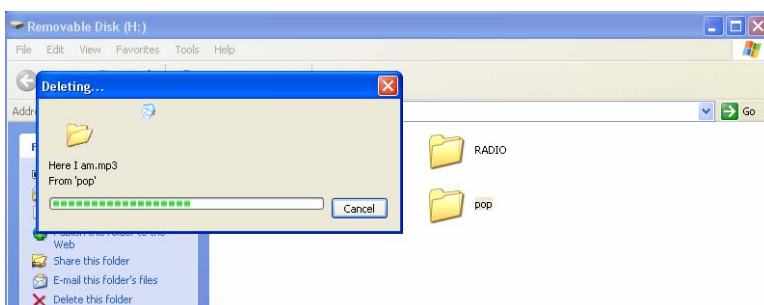 Removable Disk (H:)
File Edit View Favorites Tools Help
Deleting...
Go
Here I am.mp3
From 'pop'
Cancel
RADIO
pop
Web
Share this folder
E-mail this folder's files
Delete this folder